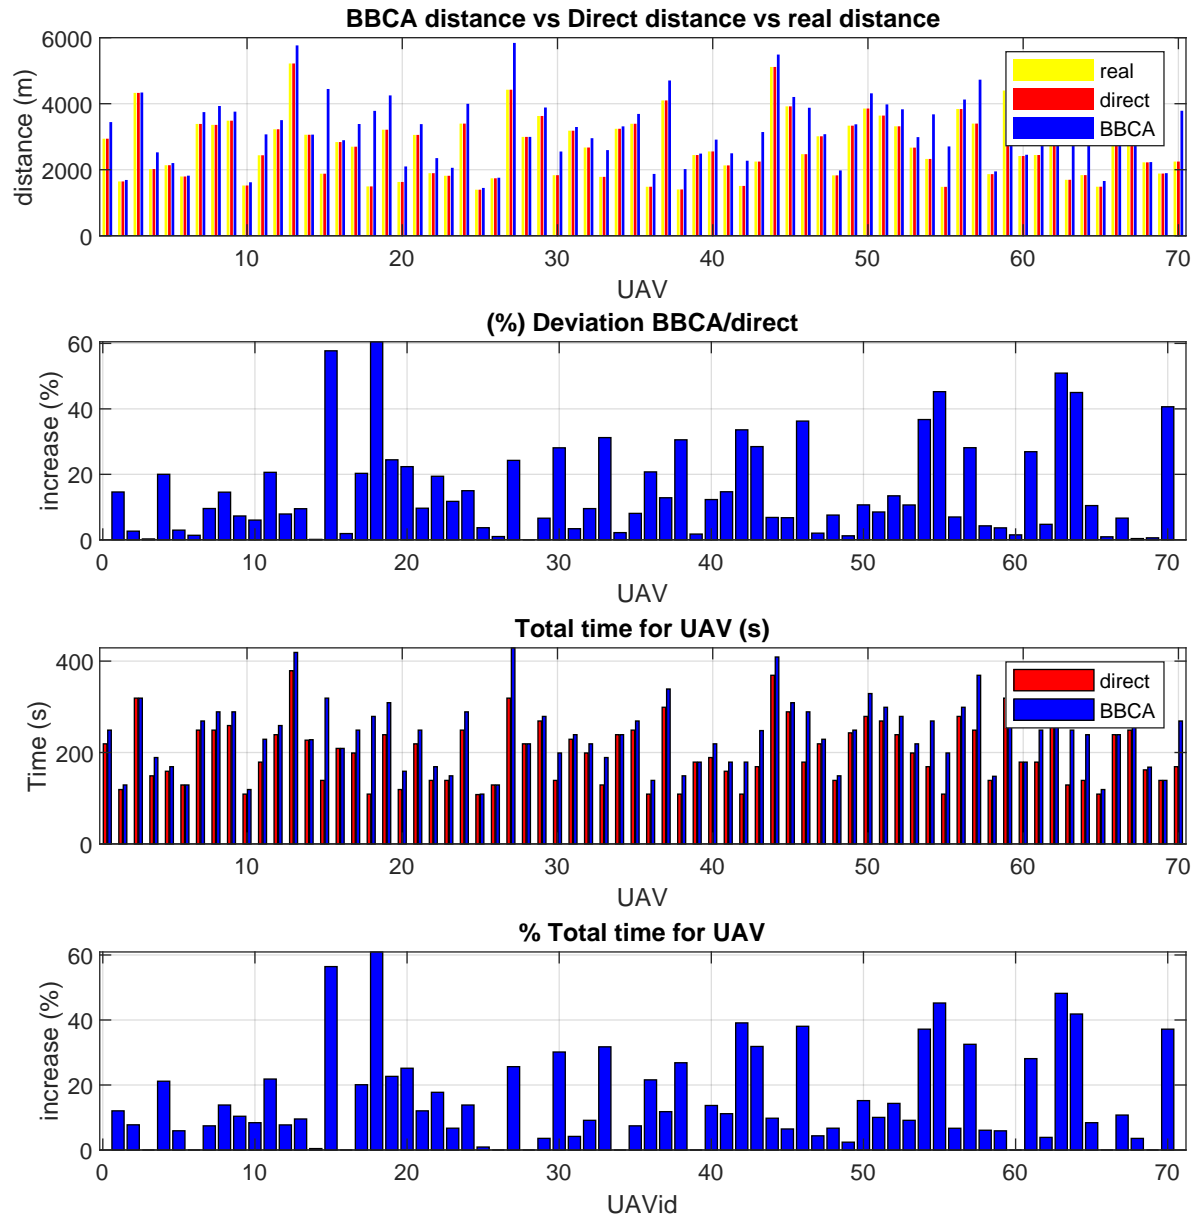 BBCA distance vs Direct distance vs real distance
distance (m)
6000
4000
2000
0
real
direct
BBCA
10 20 30 40 50 60 70
UAV
(%) Deviation BBCA/direct
increase (%)
60
40
20
0
0 10 20 30 40 50 60 70
UAV
Total time for UAV (s)
Time (s)
400
200
0
direct
BBCA
10 20 30 40 50 60 70
UAV
% Total time for UAV
increase (%)
60
40
20
0
0 10 20 30 40 50 60 70
UAVid